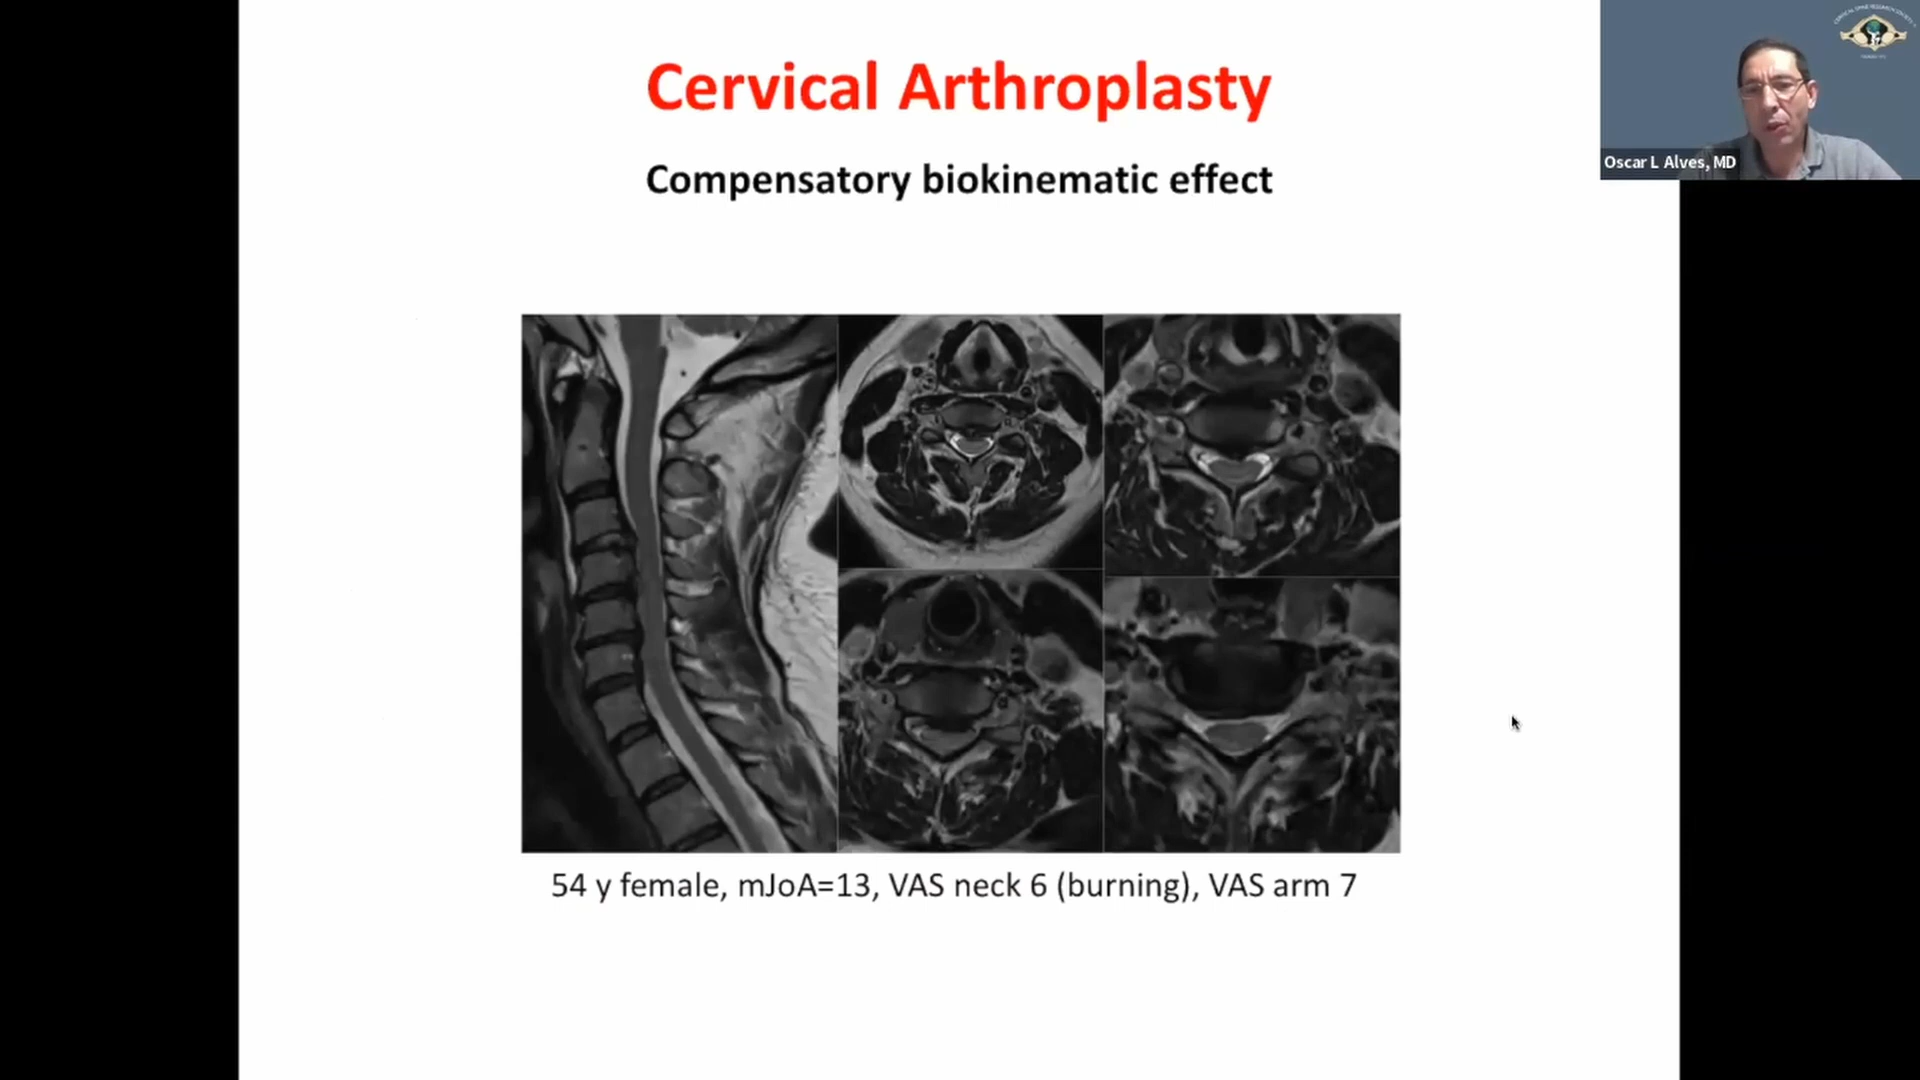 Cervical Arthroplasty
Compensatory biokinematic effect
Oscar L Alves, MD
54 y female, mJoA=13, VAS neck 6 (burning), VAS arm 7